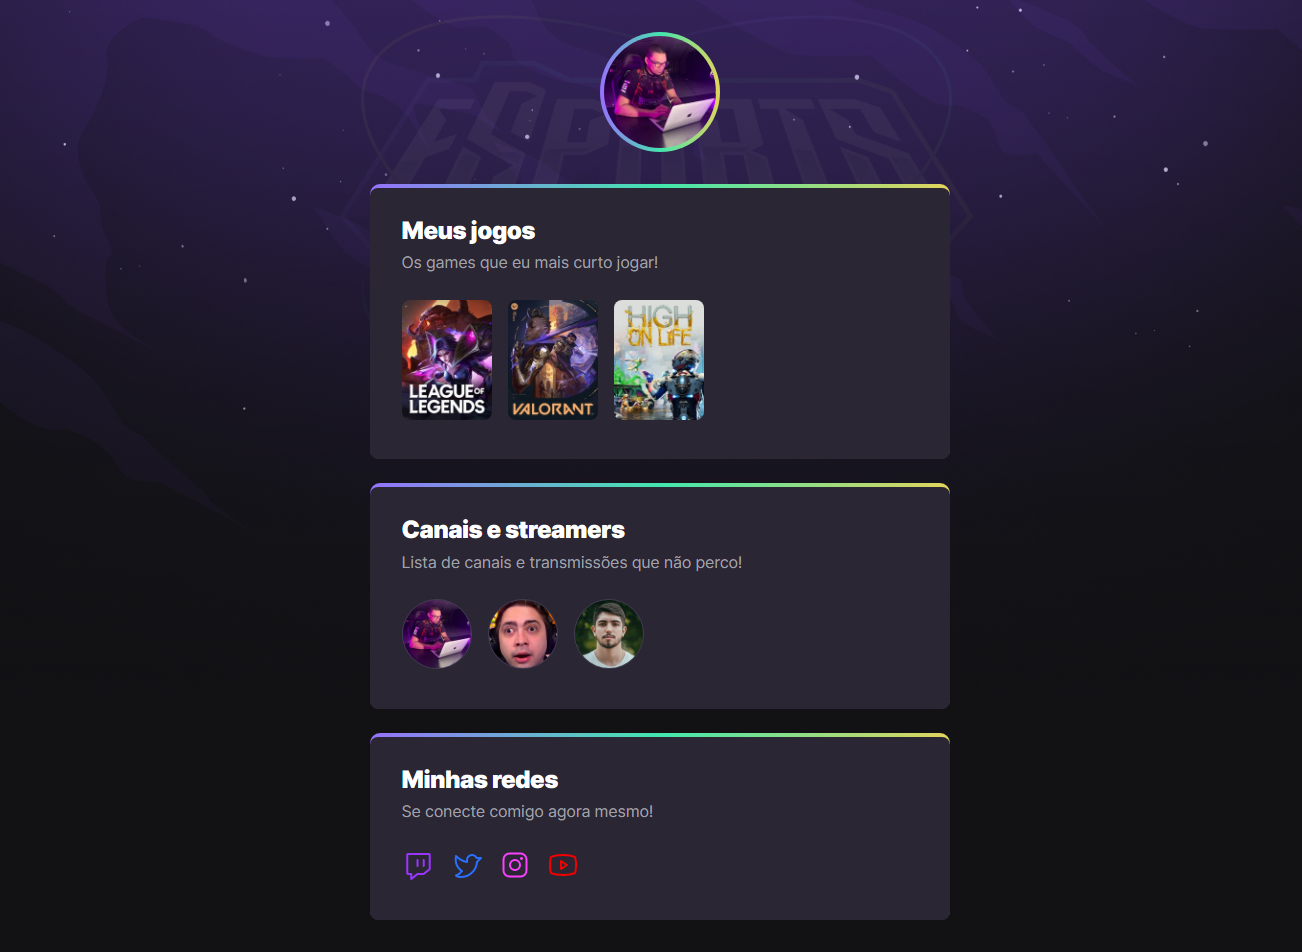 ESPORTS
Meus jogos
Os games que eu mais curto jogar!
LEAGUE OF
LEGENDS
VALORANT
HIGH
ON LIFE
Canais e streamers
Lista de canais e transmissões que não perco!
Minhas redes
Se conecte comigo agora mesmo!